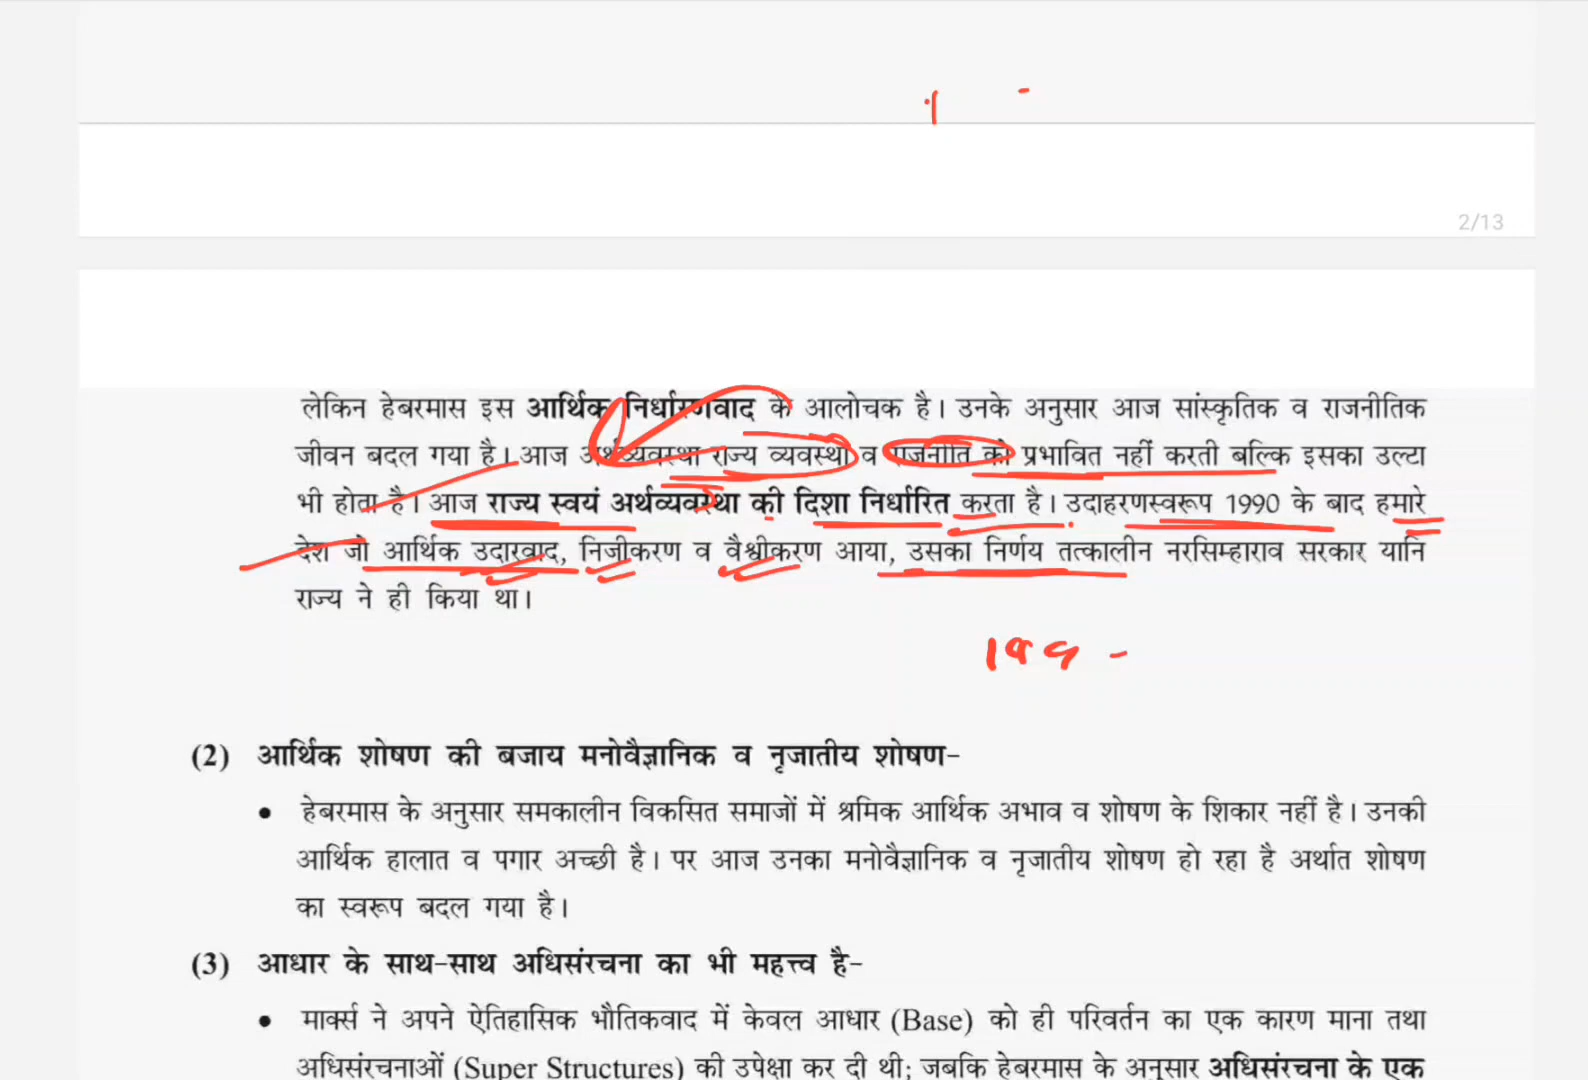 2/13
लेकिन हेबरमास इस आर्थिक निर्धारणवाद के आलोचक है। उनके अनुसार आज सांस्कृतिक व राजनीतिक
जीवन बदल गया है। आज अर्थव्यवस्था राज्य व्यवस्था व राजनीति को प्रभावित नहीं करती बल्कि इसका उल्टा
भी होता है। आज राज्य स्वयं अर्थव्यवस्था की दिशा निर्धारित करता है। उदाहरणस्वरूप 1990 के बाद हमारे
देश जो आर्थिक उदारवाद, निजीकरण व वैश्वीकरण आया, उसका निर्णय तत्कालीन नरसिम्हाराव सरकार यानि
राज्य ने ही किया था।
199 -
(2) आर्थिक शोषण की बजाय मनोवैज्ञानिक व नृजातीय शोषण-
• हेबरमास के अनुसार समकालीन विकसित समाजों में श्रमिक आर्थिक अभाव व शोषण के शिकार नहीं है। उनकी
आर्थिक हालात व पगार अच्छी है। पर आज उनका मनोवैज्ञानिक व नृजातीय शोषण हो रहा है अर्थात शोषण
का स्वरूप बदल गया है।
(3) आधार के साथ-साथ अधिसंरचना का भी महत्त्व है-
• मार्क्स ने अपने ऐतिहासिक भौतिकवाद में केवल आधार (Base) को ही परिवर्तन का एक कारण माना तथा
अधिसंरचनाओं (Super Structures) की उपेक्षा कर दी थी; जबकि हेबरमास के अनुसार अधिसंरचना के एक